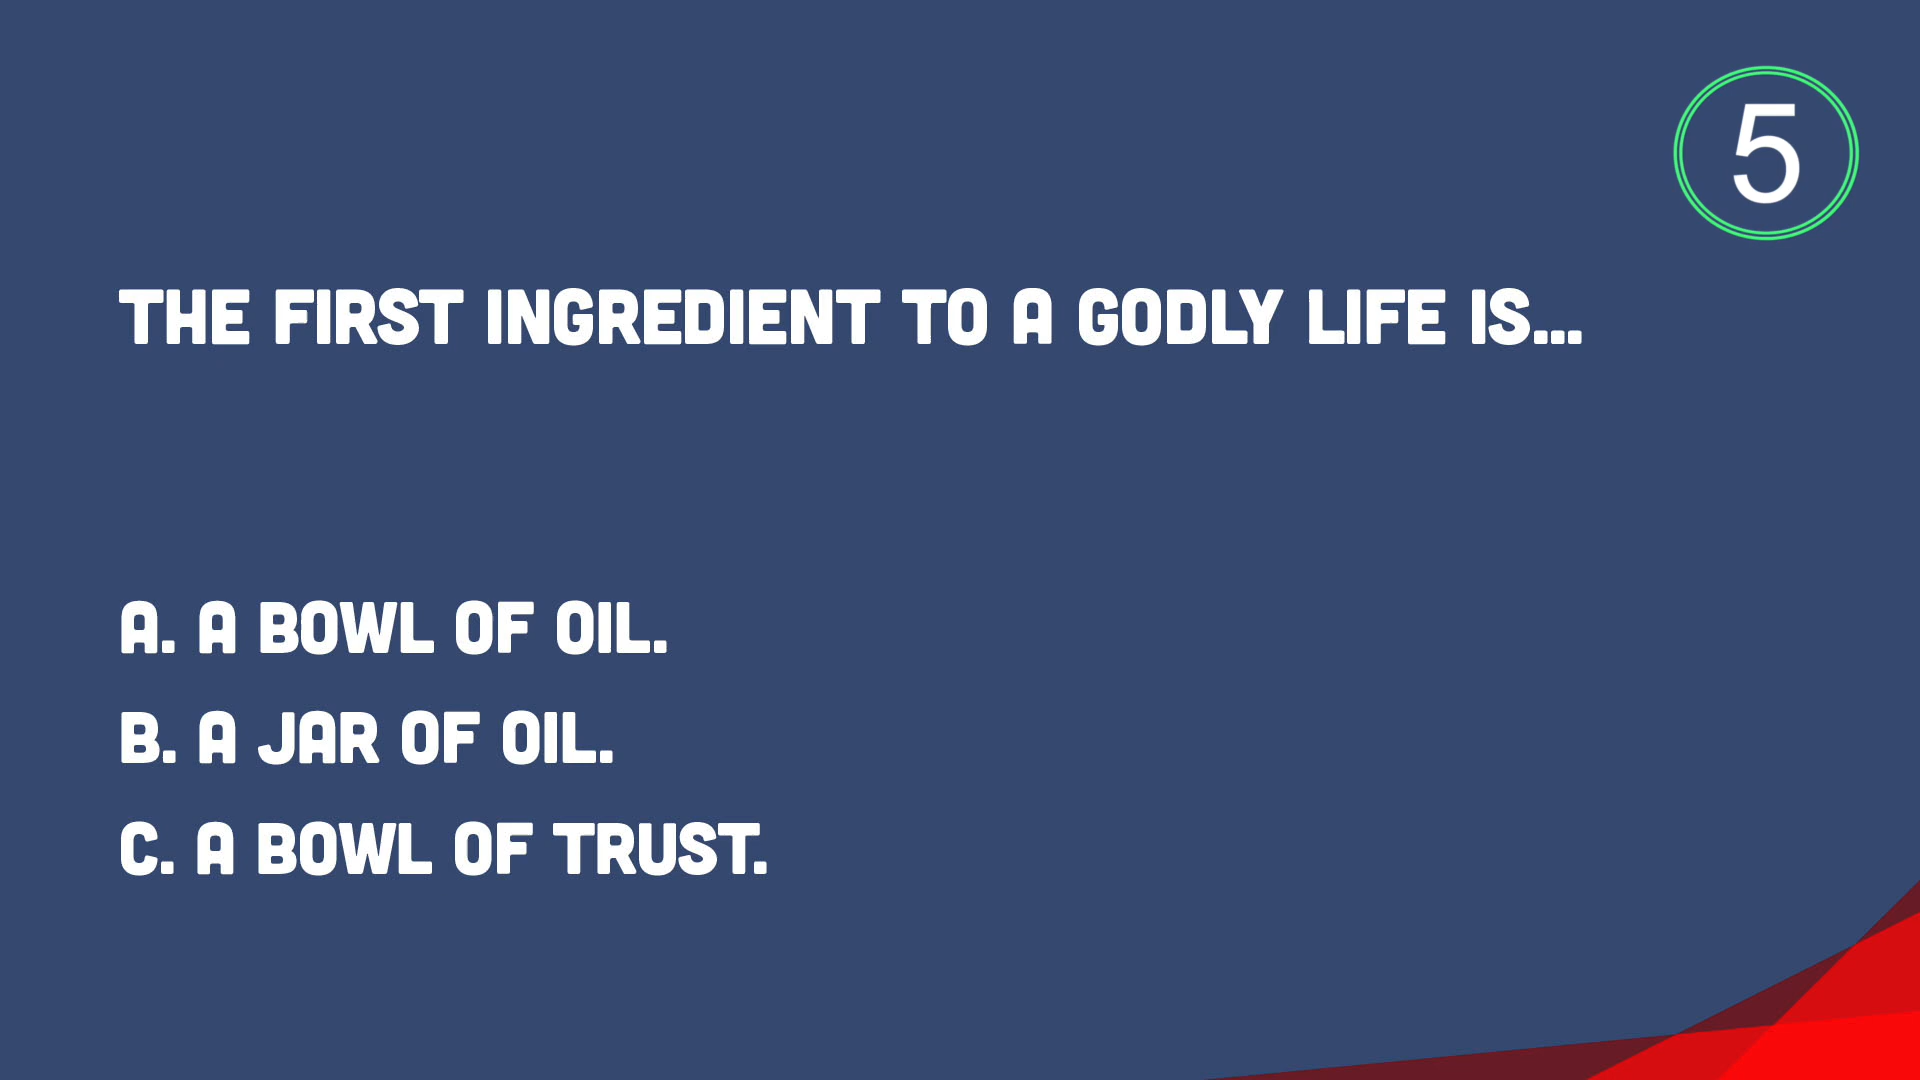 5
THE FIRST INGREDIENT TO A GODLY LIFE IS...
A. A BOWL OF OIL.
B. A JAR OF OIL.
C. A BOWL OF TRUST.